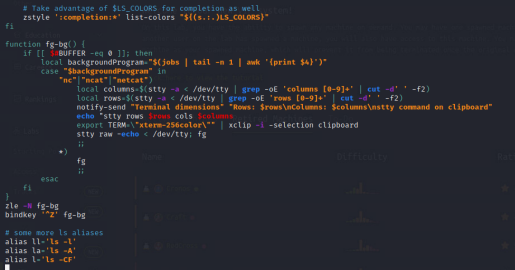 # Take advantage of $LS_COLORS for completion as well
zstyle ':completion:*' list-colors "${(s.:.)LS_COLORS}"
fi
function fg-bg() {
if [[ $#BUFFER -eq 0 ]]; then
local backgroundProgram="$(jobs | tail -n 1 | awk '{print $4}')"
case "$backgroundProgram" in
"nc"|"ncat"|"netcat")
local columns=$(stty -a < /dev/tty | grep -oE 'columns [0-9]+' | cut -d' ' -f2)
local rows=$(stty -a < /dev/tty | grep -oE 'rows [0-9]+' | cut -d' ' -f2)
notify-send "Terminal dimensions" "Rows: $rows\nColumns: $columns\nstty command on clipboard"
echo "stty rows $rows cols $columns
export TERM=\"xterm-256color\"" | xclip -i -selection clipboard
stty raw -echo < /dev/tty; fg
;;
*)
fg
;;
esac
fi
}
zle -N fg-bg
bindkey '^Z' fg-bg
# some more ls aliases
alias ll='ls -l'
alias la='ls -A'
alias l='ls -CF'